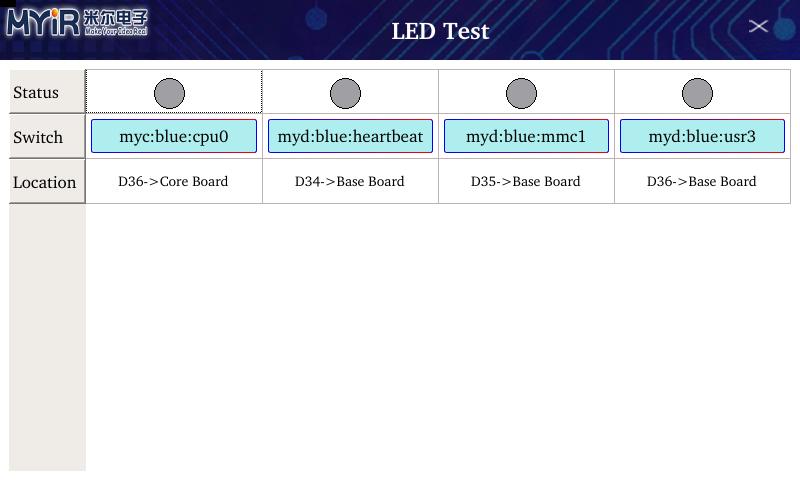 MYiR 米尔电子
Make Your Idea Real
LED Test
Status
Switch myc:blue:cpu0 myd:blue:heartbeat myd:blue:mmc1 myd:blue:usr3
Location D36->Core Board D34->Base Board D35->Base Board D36->Base Board